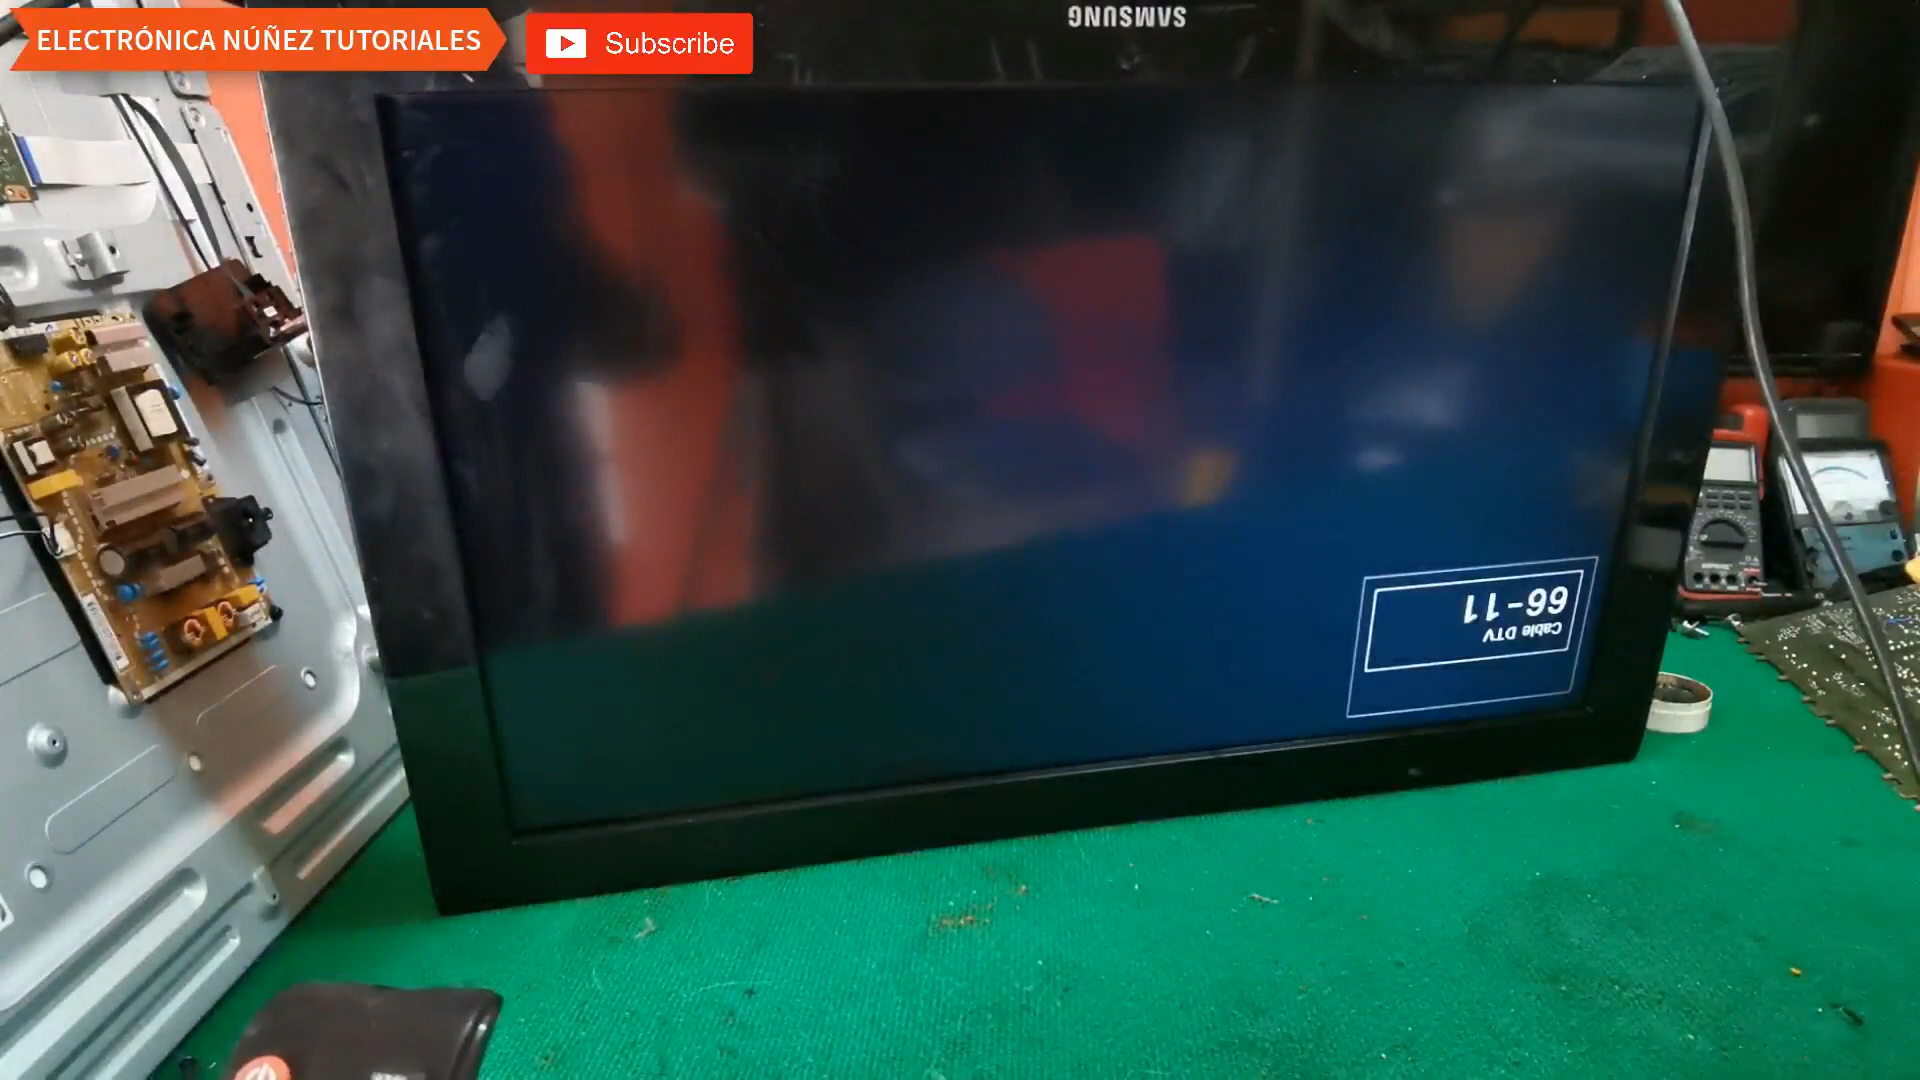 ELECTRÓNICA NÚÑEZ TUTORIALES
Subscribe
SAMSUNG
66-11
Cable DTV